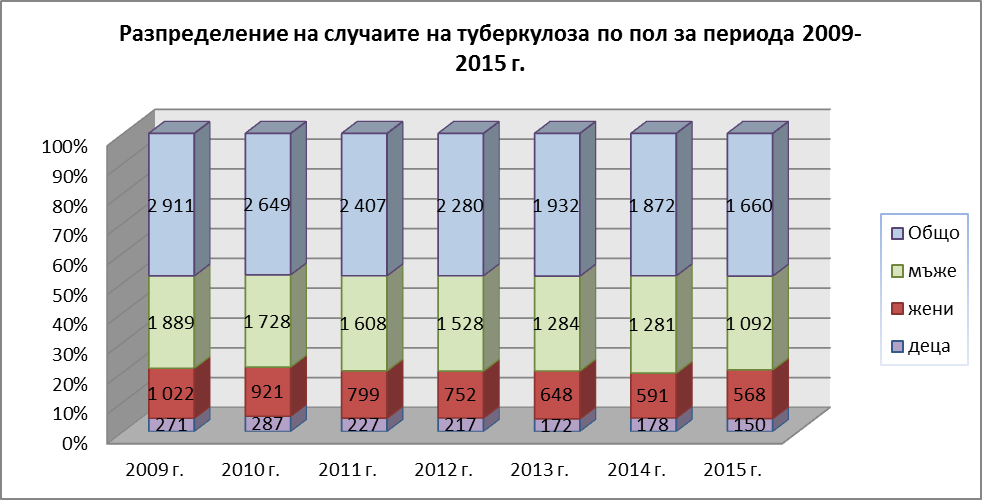 Разпределение на случаите на туберкулоза по пол за периода 2009-
2015 г.
100%
90%
80%
70%
60%
50%
40%
30%
20%
10%
0%
2 911 2 649 2 407 2 280 1 932 1 872 1 660
1 889 1 728 1 608 1 528 1 284 1 281 1 092
1 022 921 799 752 648 591 568
271 287 227 217 172 178 150
2009 г. 2010 г. 2011 г. 2012 г. 2013 г. 2014 г. 2015 г.
Общо
мъже
жени
деца